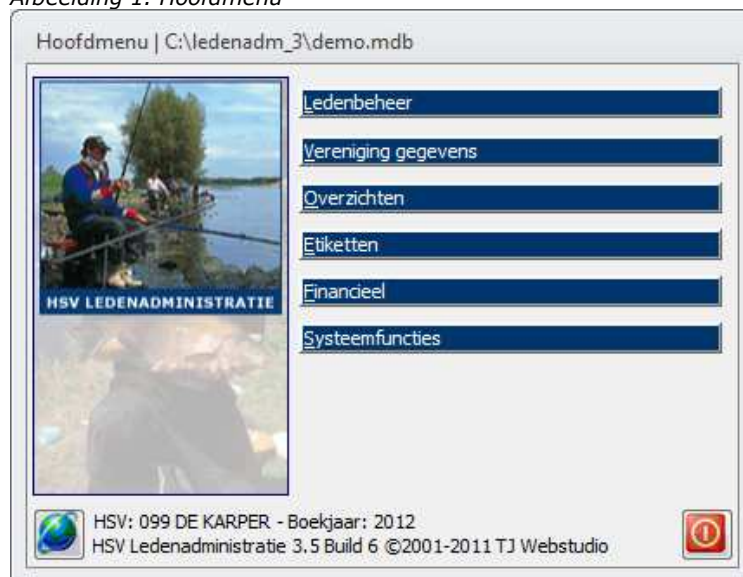 Afbeelding 1: Hoofdmenu
Hoofdmenu | C:\ledenadm_3\demo.mdb
Ledenbeheer
Vereniging gegevens
Overzichten
Etiketten
Financieel
Systeemfuncties
HSV LEDENADMINISTRATIE
HSV: 099 DE KARPER - Boekjaar: 2012
HSV Ledenadministratie 3.5 Build 6 ©2001-2011 TJ Webstudio